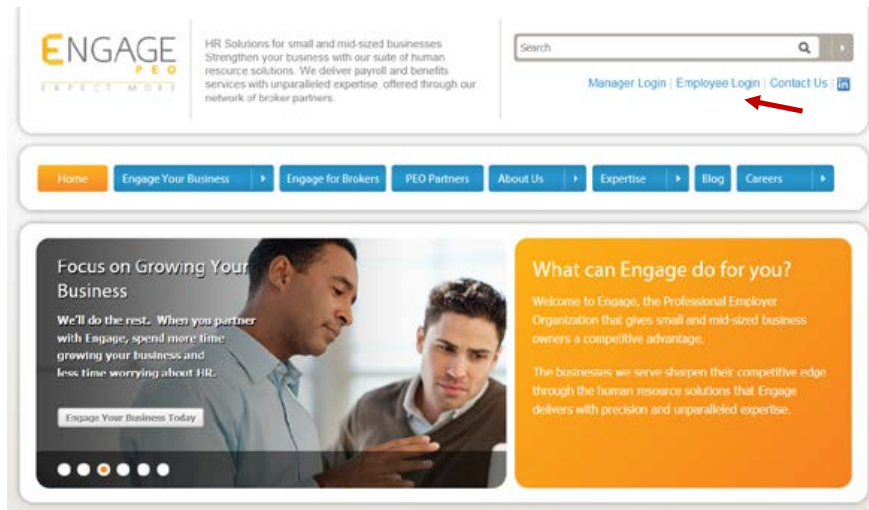 ENGAGE
PEO
EXPECT MORE
HR Solutions for small and mid-sized businesses
Strengthen your business with our suite of human
resource solutions. We deliver payroll and benefits
services with unparalleled expertise, offered through our
network of broker partners.
Search
Manager Login | Employee Login | Contact Us | in
Home
Engage Your Business
Engage for Brokers
PEO Partners
About Us
Expertise
Blog
Careers
Focus on Growing Your
Business
We'll do the rest. When you partner
with Engage, spend more time
growing your business and
less time worrying about HR.
Engage Your Business Today
What can Engage do for you?
Welcome to Engage, the Professional Employer
Organization that gives small and mid-sized business
owners a competitive advantage.
The businesses we serve sharpen their competitive edge
through the human resource solutions that Engage
delivers with precision and unparalleled expertise.